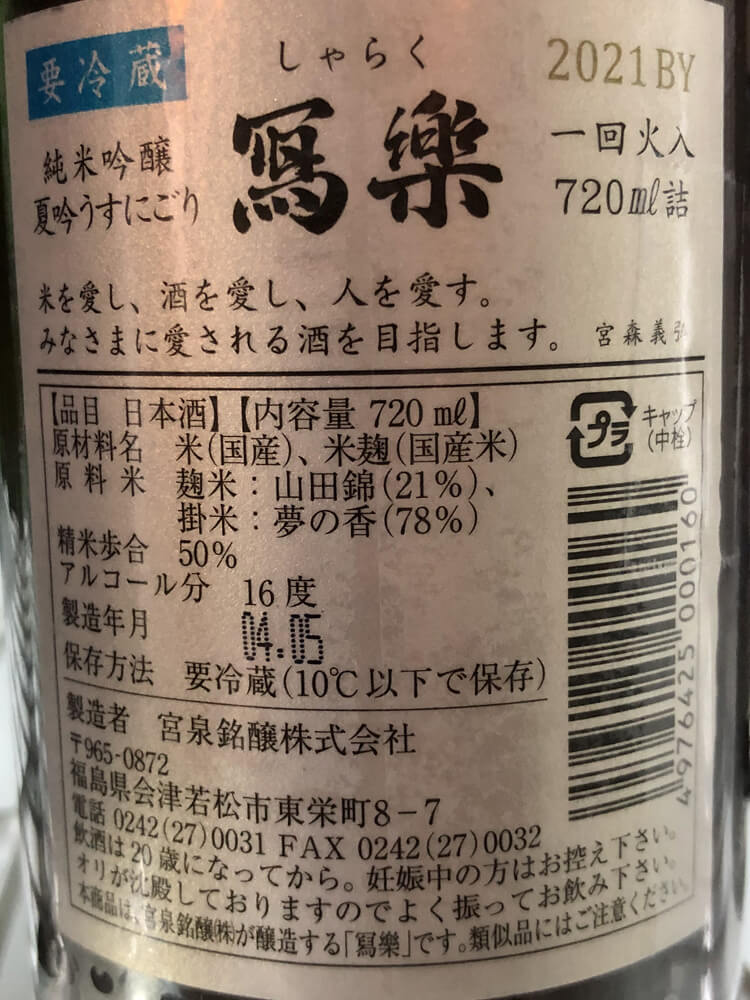 要冷蔵
しゃらく
2021BY
純米吟醸
夏吟うすにごり
寫樂
一回火入
720㎖詰
米を愛し、酒を愛し、人を愛す。
みなさまに愛される酒を目指します。 宮森義弘
【品目 日本酒】【内容量 720㎖】
原材料名 米(国産)、米麹(国産米)
原料米 麹米：山田錦(21%)、
掛米：夢の香(78%)
精米歩合 50%
アルコール分 16度
製造年月 04.05
保存方法 要冷蔵(10℃以下で保存)
プラ
キャップ
(中栓)
4976425000160
製造者 宮泉銘醸株式会社
〒965-0872
福島県会津若松市東栄町8－7
電話 0242(27)0031 FAX 0242(27)0032
飲酒は20歳になってから。妊娠中の方はお控え下さい。
オリが沈殿しておりますのでよく振ってお飲み下さい。
本商品は、宮泉銘醸㈱が醸造する「寫樂」です。類似品にはご注意ください。